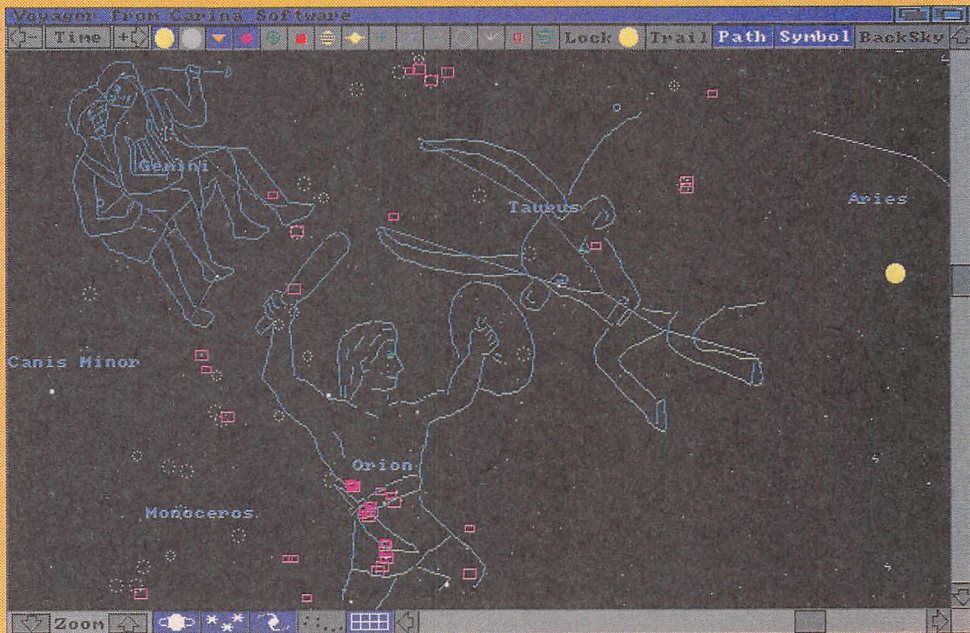 Voyager from Carina Software
Time Lock Trail Path Symbol BackSky
Gemini
Taurus
Aries
Canis Minor
Orion
Monoceros
Zoom